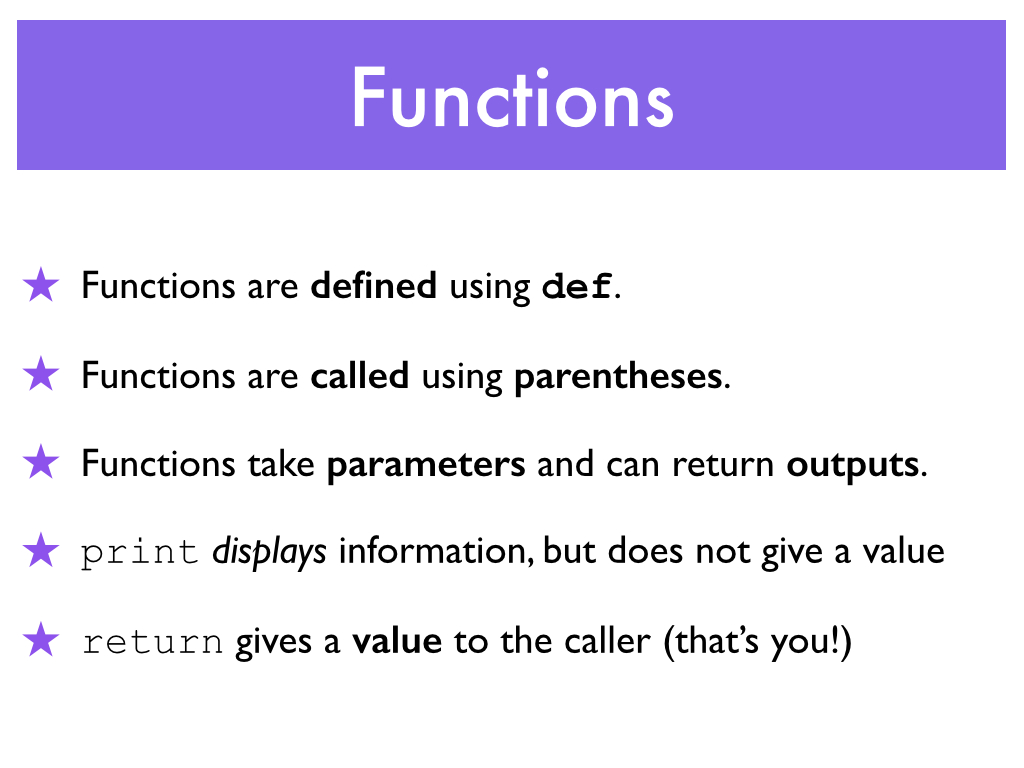 Functions
★ Functions are defined using def.
★ Functions are called using parentheses.
★ Functions take parameters and can return outputs.
★ print displays information, but does not give a value
★ return gives a value to the caller (that’s you!)